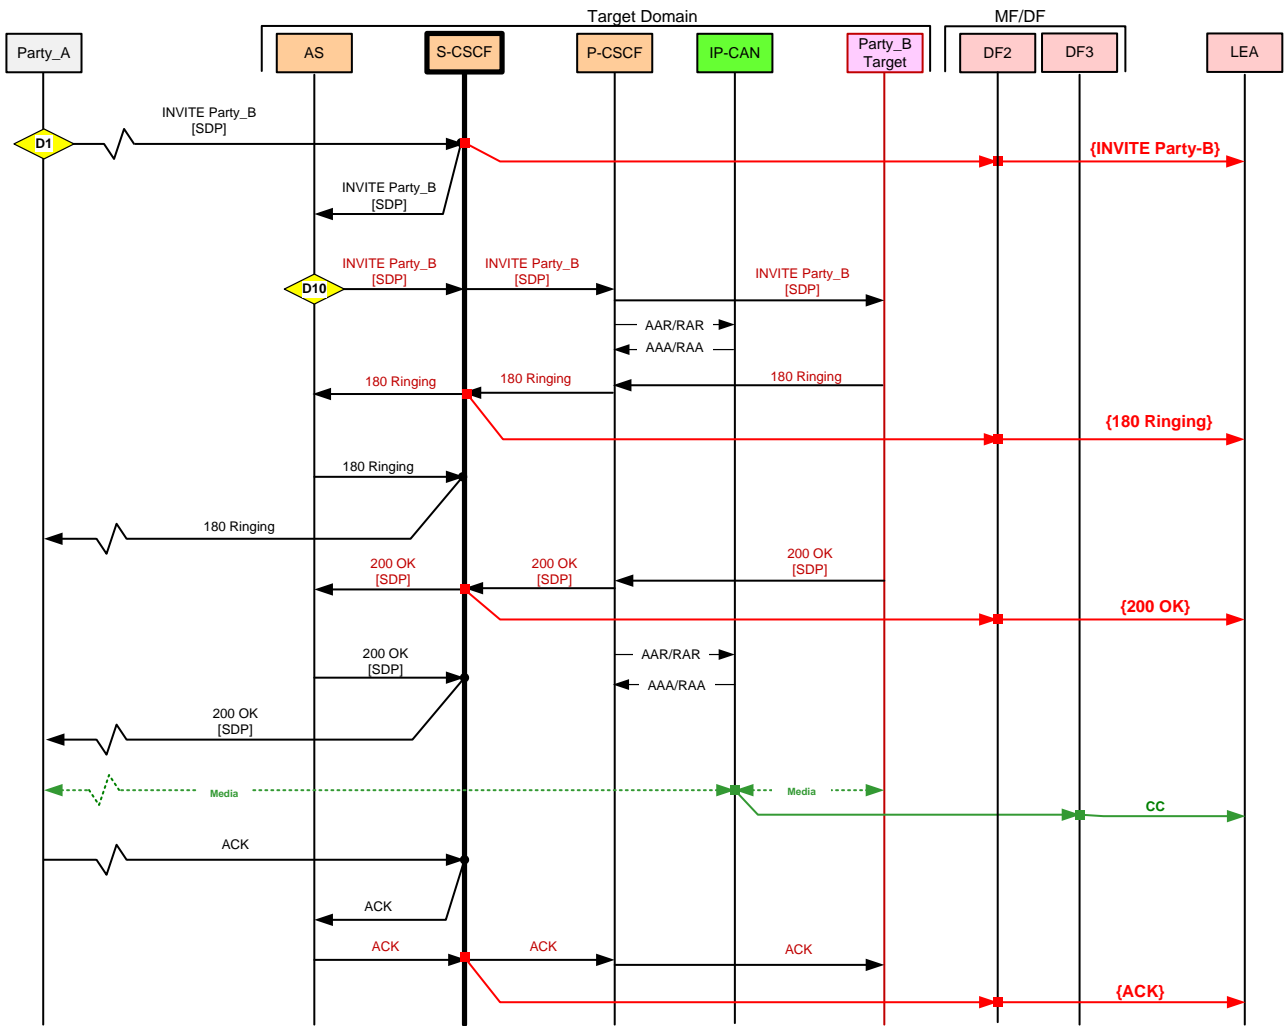 Target Domain
MF/DF
Party_A
AS
S-CSCF
P-CSCF
IP-CAN
Party_B
Target
DF2
DF3
LEA
INVITE Party_B
[SDP]
D1
{INVITE Party-B}
INVITE Party_B
[SDP]
INVITE Party_B
[SDP]
INVITE Party_B
[SDP]
INVITE Party_B
[SDP]
D10
AAR/RAR
AAA/RAA
180 Ringing
180 Ringing
180 Ringing
{180 Ringing}
180 Ringing
180 Ringing
200 OK
[SDP]
200 OK
[SDP]
200 OK
[SDP]
{200 OK}
200 OK
[SDP]
AAR/RAR
AAA/RAA
200 OK
[SDP]
Media
Media
CC
ACK
ACK
ACK
ACK
ACK
{ACK}